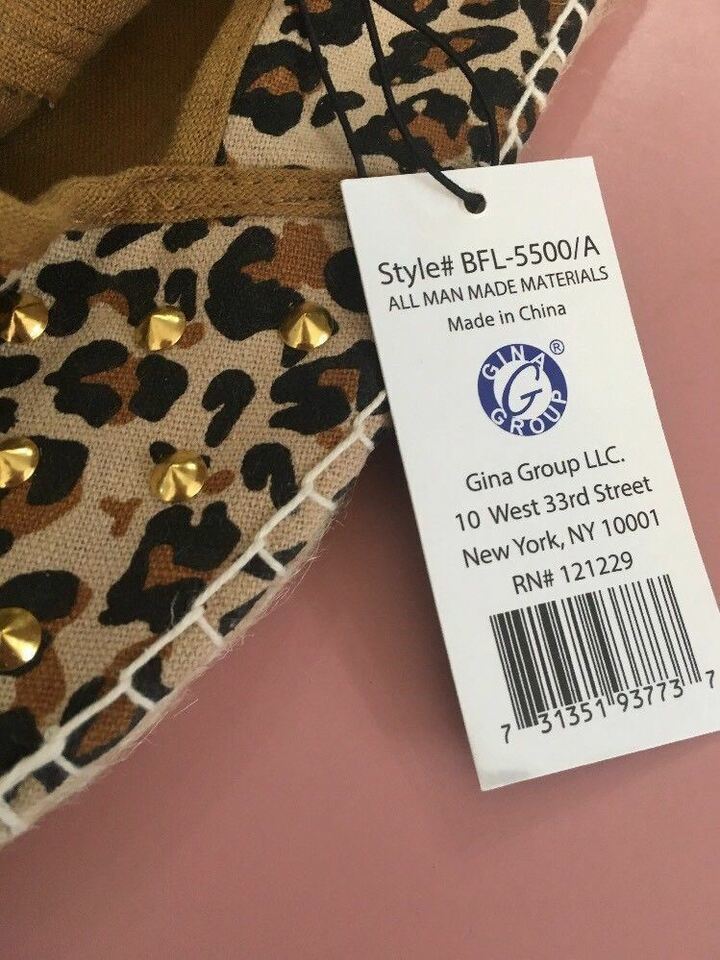 Style# BFL-5500/A
ALL MAN MADE MATERIALS
Made in China
GINA ®
G
GROUP
Gina Group LLC.
10 West 33rd Street
New York, NY 10001
RN# 121229
7 31351 93773 7